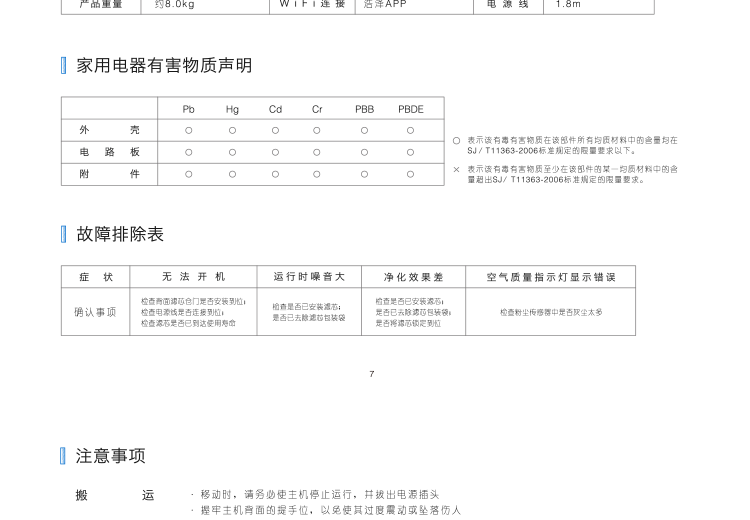 产品重量 约8.0kg WiFi连接 浩泽APP 电源线 1.8m
家用电器有害物质声明
Pb Hg Cd Cr PBB PBDE
外 壳 ○ ○ ○ ○ ○ ○
电 路 板 ○ ○ ○ ○ ○ ○
附 件 ○ ○ ○ ○ ○ ○
○ 表示该有毒有害物质在该部件所有均质材料中的含量均在
SJ/T11363-2006标准规定的限量要求以下。
× 表示该有毒有害物质至少在该部件的某一均质材料中的含
量超出SJ/T11363-2006标准规定的限量要求。
故障排除表
症 状 无法开机 运行时噪音大 净化效果差 空气质量指示灯显示错误
确认事项
检查背面滤芯仓门是否安装到位;
检查电源线是否连接到位;
检查滤芯是否已到达使用寿命
检查是否已安装滤芯;
是否已去除滤芯包装袋
检查是否已安装滤芯;
是否已去除滤芯包装袋;
是否将滤芯锁定到位
检查粉尘传感器中是否灰尘太多
7
注意事项
搬 运 · 移动时，请务必使主机停止运行，并拔出电源插头
· 握牢主机背面的提手位，以免使其过度震动或坠落伤人